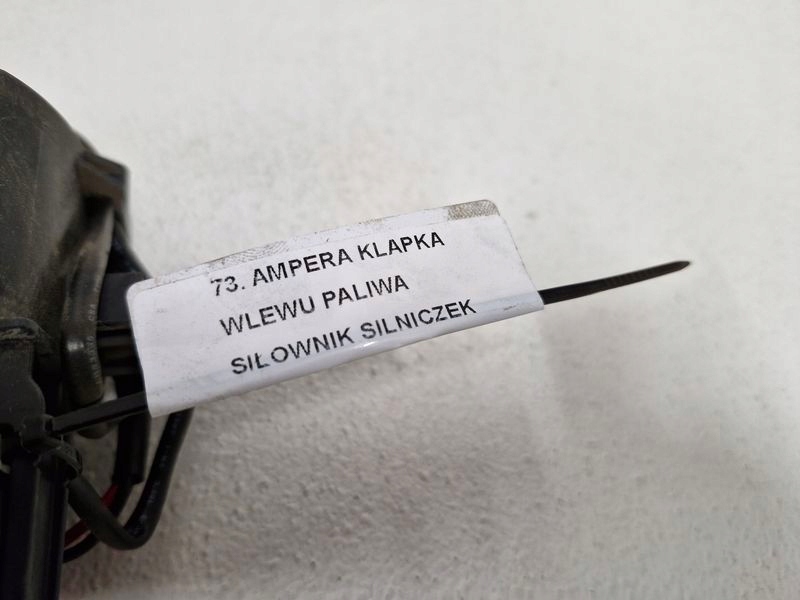 73. AMPERA KLAPKA
WLEWU PALIWA
SIŁOWNIK SILNICZEK